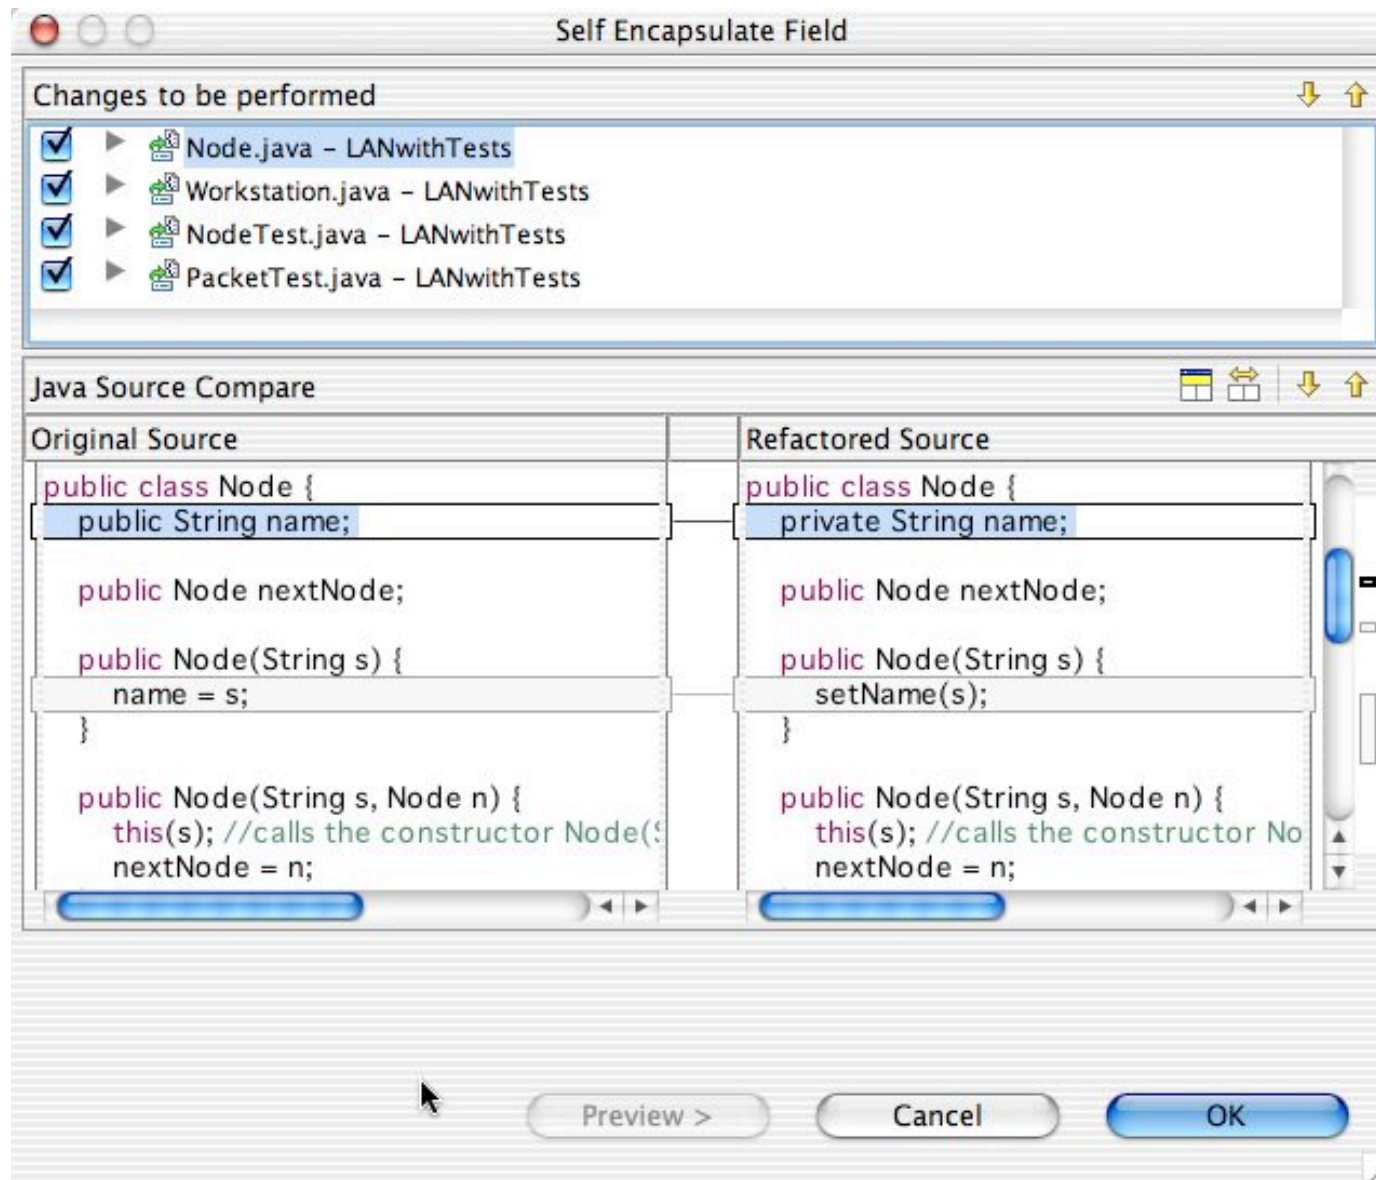 Self Encapsulate Field
Changes to be performed
Node.java – LANwithTests
Workstation.java – LANwithTests
NodeTest.java – LANwithTests
PacketTest.java – LANwithTests
Java Source Compare
Original Source
public class Node {
public String name;
public Node nextNode;
public Node(String s) {
name = s;
}
public Node(String s, Node n) {
this(s); //calls the constructor Node(
nextNode = n;
Refactored Source
public class Node {
private String name;
public Node nextNode;
public Node(String s) {
setName(s);
}
public Node(String s, Node n) {
this(s); //calls the constructor No
nextNode = n;
Preview >
Cancel
OK